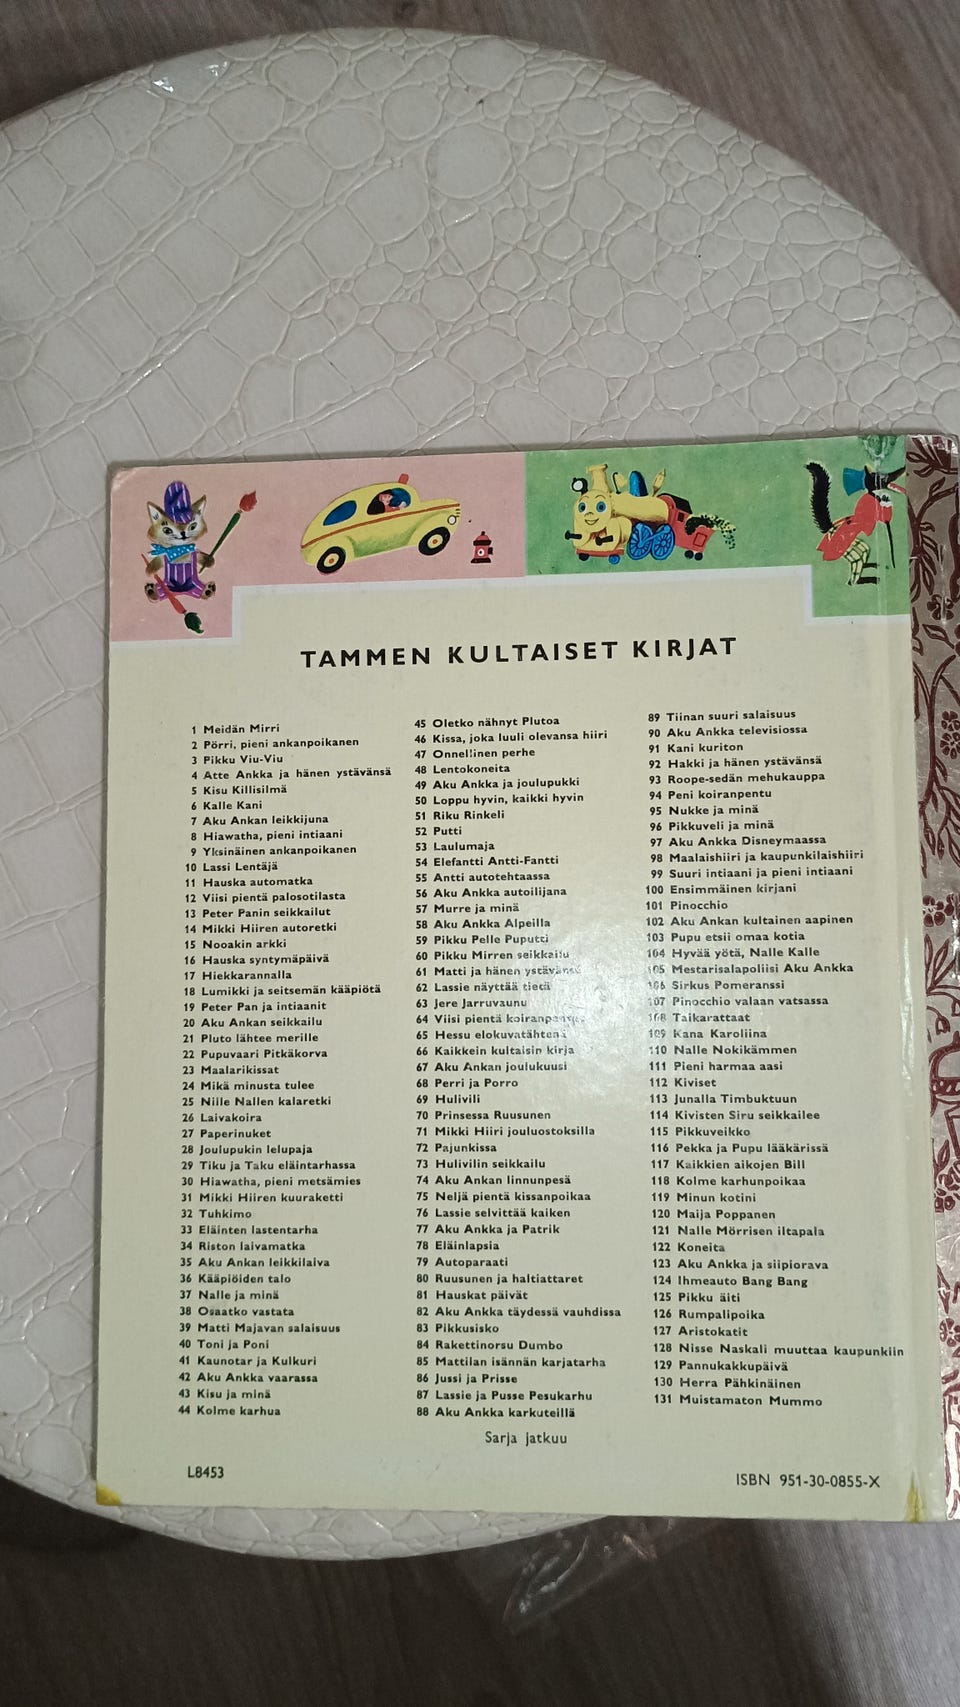 TAMMEN KULTAISET KIRJAT
1 Meidän Mirri
2 Pörri, pieni ankanpoikanen
3 Pikku Viu-Viu
4 Atte Ankka ja hänen ystävänsä
5 Kisu Killisilmä
6 Kalle Kani
7 Aku Ankan leikkijuna
8 Hiawatha, pieni intiaani
9 Yksinäinen ankanpoikanen
10 Lassi Lentäjä
11 Hauska automatka
12 Viisi pientä palosotilasta
13 Peter Panin seikkailut
14 Mikki Hiiren autoretki
15 Nooakin arkki
16 Hauska syntymäpäivä
17 Hiekkarannalla
18 Lumikki ja seitsemän kääpiötä
19 Peter Pan ja intiaanit
20 Aku Ankan seikkailu
21 Pluto lähtee merille
22 Pupuvaari Pitkäkorva
23 Maalarikissat
24 Mikä minusta tulee
25 Nille Nallen kalaretki
26 Laivakoira
27 Paperinuket
28 Joulupukin lelupaja
29 Tiku ja Taku eläintarhassa
30 Hiawatha, pieni metsämies
31 Mikki Hiiren kuuraketti
32 Tuhkimo
33 Eläinten lastentarha
34 Riston laivamatka
35 Aku Ankan leikkilaiva
36 Kääpiöiden talo
37 Nalle ja minä
38 Osaatko vastata
39 Matti Majavan salaisuus
40 Toni ja Poni
41 Kaunotar ja Kulkuri
42 Aku Ankka vaarassa
43 Kisu ja minä
44 Kolme karhua
45 Oletko nähnyt Plutoa
46 Kissa, joka luuli olevansa hiiri
47 Onnellinen perhe
48 Lentokoneita
49 Aku Ankka ja joulupukki
50 Loppu hyvin, kaikki hyvin
51 Riku Rinkeli
52 Putti
53 Laulumaja
54 Elefantti Antti-Fantti
55 Antti autotehtaassa
56 Aku Ankka autoilijana
57 Murre ja minä
58 Aku Ankka Alpeilla
59 Pikku Pelle Puputti
60 Pikku Mirren seikkailu
61 Matti ja hänen ystävänsä
62 Lassie näyttää tietä
63 Jere Jarruvaunu
64 Viisi pientä koiranpentua
65 Hessu elokuvatähtenä
66 Kaikkein kultaisin kirja
67 Aku Ankan joulukuusi
68 Perri ja Porro
69 Hulivili
70 Prinsessa Ruusunen
71 Mikki Hiiri jouluostoksilla
72 Pajunkissa
73 Hulivilin seikkailu
74 Aku Ankan linnunpesä
75 Neljä pientä kissanpoikaa
76 Lassie selvittää kaiken
77 Aku Ankka ja Patrik
78 Eläinlapsia
79 Autoparaati
80 Ruusunen ja haltiattaret
81 Hauskat päivät
82 Aku Ankka täydessä vauhdissa
83 Pikkusisko
84 Rakettinorsu Dumbo
85 Mattilan isännän karjatarha
86 Jussi ja Prisse
87 Lassie ja Pusse Pesukarhu
88 Aku Ankka karkuteillä
89 Tiinan suuri salaisuus
90 Aku Ankka televisiossa
91 Kani kuriton
92 Hakki ja hänen ystävänsä
93 Roope-sedän mehukauppa
94 Peni koiranpentu
95 Nukke ja minä
96 Pikkuveli ja minä
97 Aku Ankka Disneymaassa
98 Maalaishiiri ja kaupunkilaishiiri
99 Suuri intiaani ja pieni intiaani
100 Ensimmäinen kirjani
101 Pinocchio
102 Aku Ankan kultainen aapinen
103 Pupu etsii omaa kotia
104 Hyvää yötä, Nalle Kalle
105 Mestarisalapoliisi Aku Ankka
106 Sirkus Pomeranssi
107 Pinocchio valaan vatsassa
108 Taikarattaat
109 Kana Karoliina
110 Nalle Nokikämmen
111 Pieni harmaa aasi
112 Kiviset
113 Junalla Timbuktuun
114 Kivisten Siru seikkailee
115 Pikkuveikko
116 Pekka ja Pupu lääkärissä
117 Kaikkien aikojen Bill
118 Kolme karhunpoikaa
119 Minun kotini
120 Maija Poppanen
121 Nalle Mörrisen iltapala
122 Koneita
123 Aku Ankka ja siipiorava
124 Ihmeauto Bang Bang
125 Pikku äiti
126 Rumpalipoika
127 Aristokatit
128 Nisse Naskali muuttaa kaupunkiin
129 Pannukakkupäivä
130 Herra Pähkinäinen
131 Muistamaton Mummo
Sarja jatkuu
L8453
ISBN 951-30-0855-X